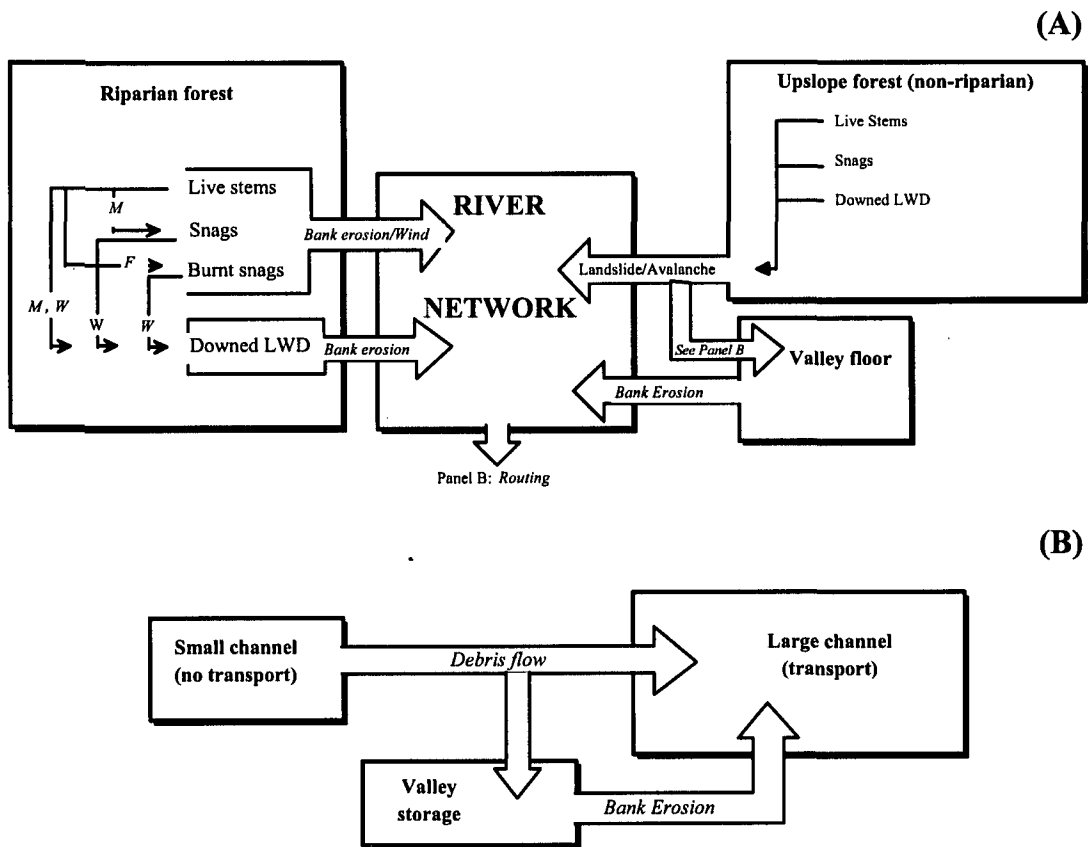 (A)
Riparian forest
Live stems
M
Snags
F
Burnt snags
M, W
W
W
Downed LWD
Bank erosion/Wind
Bank erosion
RIVER
NETWORK
Panel B: Routing
Upslope forest (non-riparian)
Live Stems
Snags
Downed LWD
Landslide/Avalanche
See Panel B
Valley floor
Bank Erosion
(B)
Small channel
(no transport)
Debris flow
Large channel
(transport)
Valley
storage
Bank Erosion